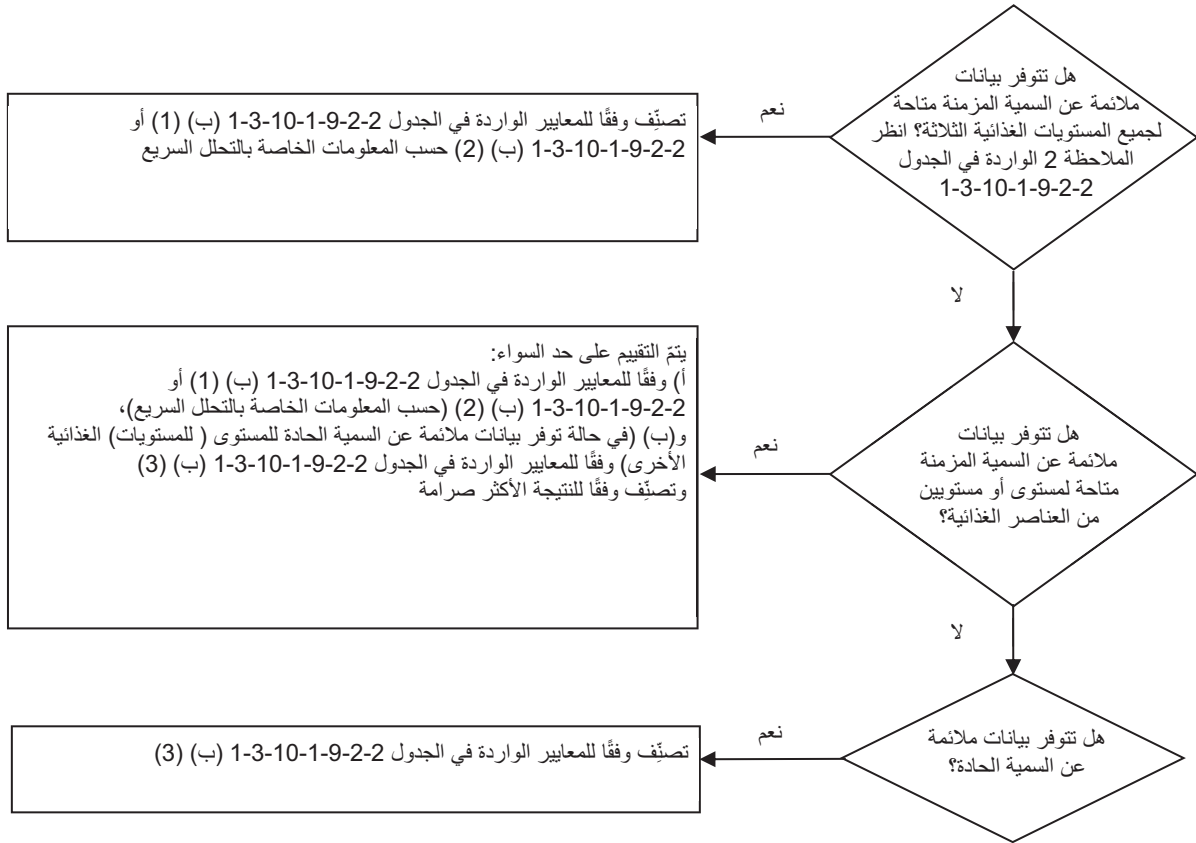 هل تتوفر بيانات
ملائمة عن السمية المزمنة متاحة
لجميع المستويات الغذائية الثلاثة؟ انظر
الملاحظة 2 الواردة في الجدول
2-2-9-1-10-3-1
نعم
تصنِّف وفقًا للمعايير الواردة في الجدول 2-2-9-1-10-3-1 (ب) (1) أو
2-2-9-1-10-3-1 (ب) (2) حسب المعلومات الخاصة بالتحلل السريع
لا
هل تتوفر بيانات
ملائمة عن السمية المزمنة
متاحة لمستوى أو مستويين
من العناصر الغذائية؟
نعم
يتمّ التقييم على حد السواء:
أ) وفقًا للمعايير الواردة في الجدول 2-2-9-1-10-3-1 (ب) (1) أو
2-2-9-1-10-3-1 (ب) (2) (حسب المعلومات الخاصة بالتحلل السريع)،
و(ب) (في حالة توفر بيانات ملائمة عن السمية الحادة للمستوى ( للمستويات) الغذائية
الأخرى) وفقًا للمعايير الواردة في الجدول 2-2-9-1-10-3-1 (ب) (3)
وتصنِّف وفقًا للنتيجة الأكثر صرامة
لا
هل تتوفر بيانات ملائمة
عن السمية الحادة؟
نعم
تصنِّف وفقًا للمعايير الواردة في الجدول 2-2-9-1-10-3-1 (ب) (3)